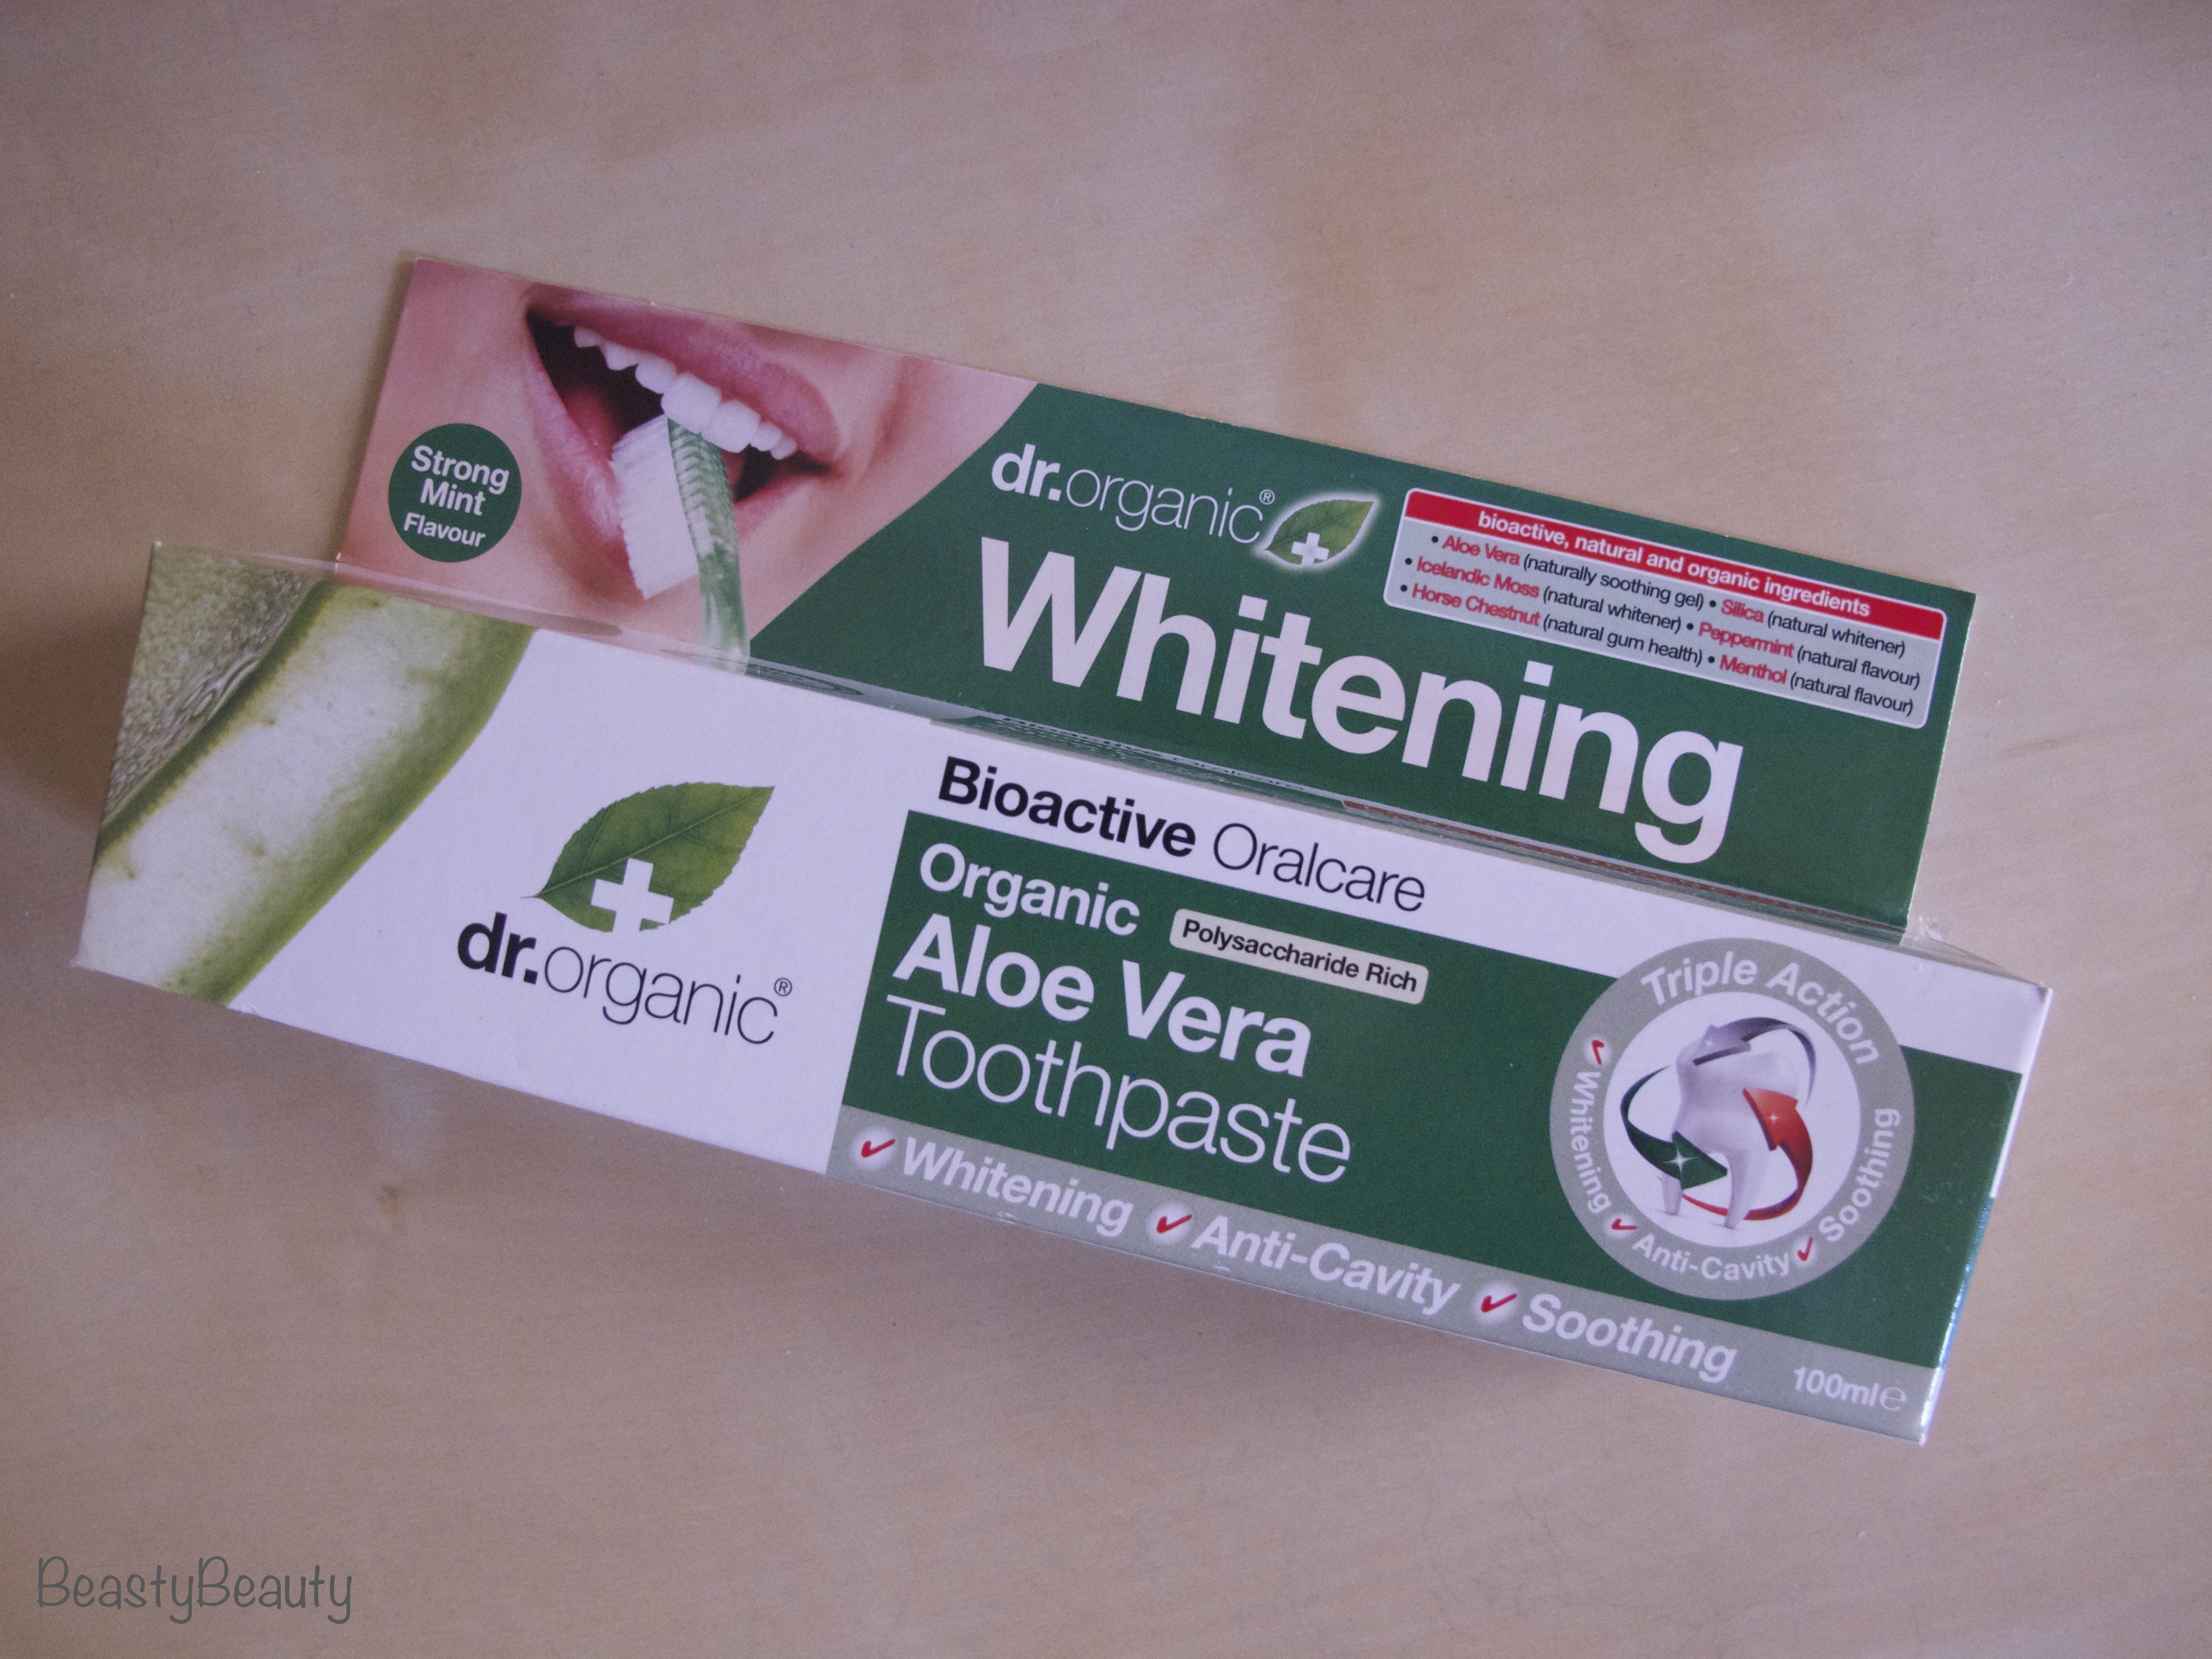 Strong
Mint
Flavour
dr.organic®
Whitening
bioactive, natural and organic ingredients
• Aloe Vera (naturally soothing gel) • Silica (natural whitener)
• Icelandic Moss (natural whitener) • Peppermint (natural flavour)
• Horse Chestnut (natural gum health) • Menthol (natural flavour)
dr.organic®
Bioactive Oralcare
Organic
Polysaccharide Rich
Aloe Vera
Toothpaste
✓ Whitening ✓ Anti-Cavity ✓ Soothing
Triple Action
✓ Whitening ✓ Anti-Cavity ✓ Soothing
100ml℮
BeastyBeauty